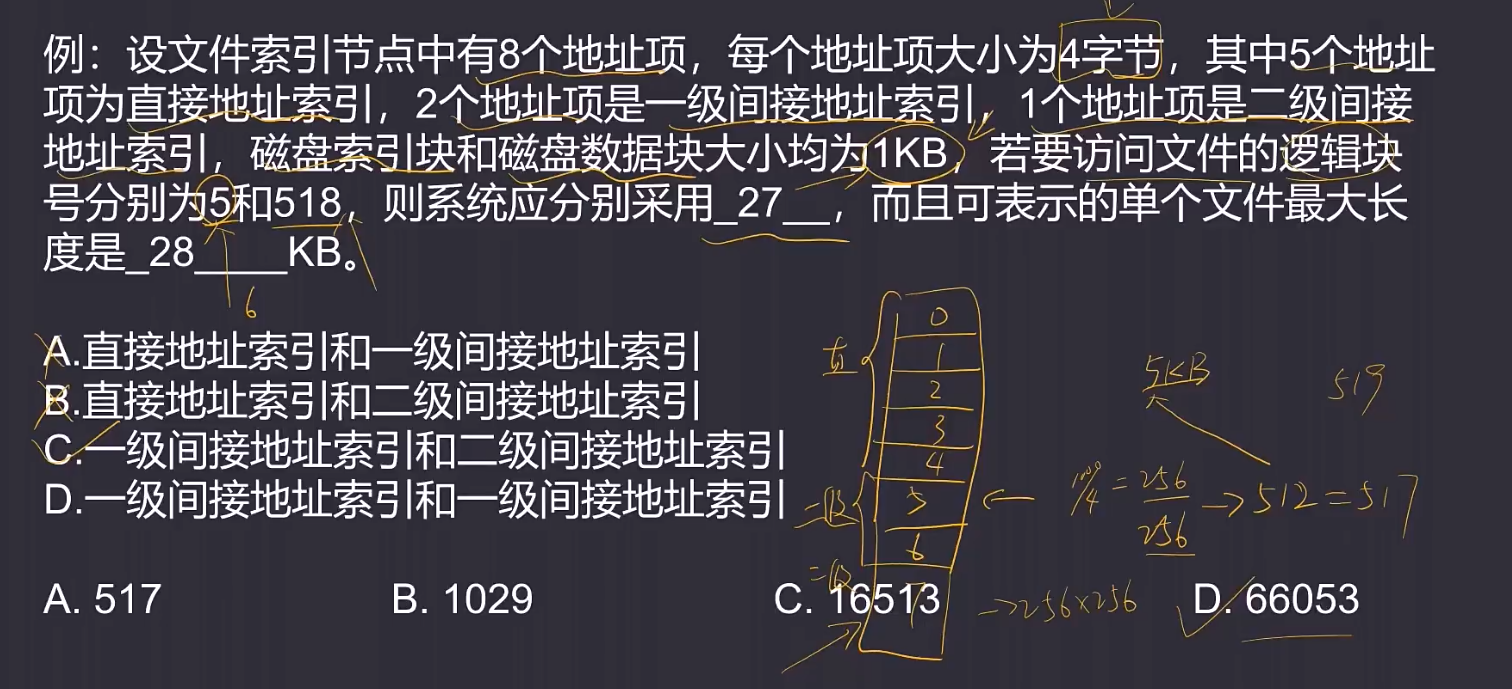 例：设文件索引节点中有8个地址项，每个地址项大小为4字节，其中5个地址
项为直接地址索引，2个地址项是一级间接地址索引，1个地址项是二级间接
地址索引，磁盘索引块和磁盘数据块大小均为1KB，若要访问文件的逻辑块
号分别为5和518，则系统应分别采用_27__，而且可表示的单个文件最大长
度是_28____KB。
6
A.直接地址索引和一级间接地址索引
B.直接地址索引和二级间接地址索引
C.一级间接地址索引和二级间接地址索引
D.一级间接地址索引和一级间接地址索引
0
直
1
5KB
519
2
3
4
5
=256
→512=517
256
6
二级
7
→256×256
A. 517
B. 1029
C. 16513
D. 66053